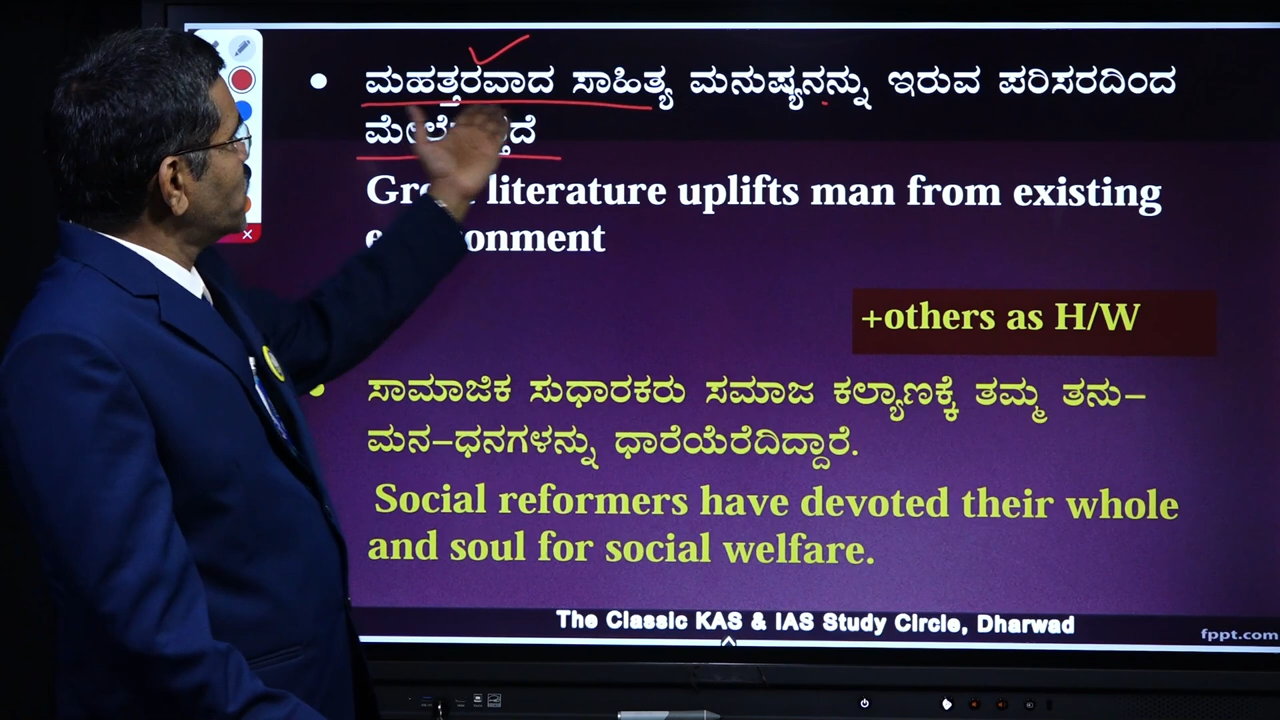 ಮಹತ್ತರವಾದ ಸಾಹಿತ್ಯ ಮನುಷ್ಯನನ್ನು ಇರುವ ಪರಿಸರದಿಂದ
literature uplifts man from existing
+others as H/W
ಸಾಮಾಜಿಕ ಸುಧಾರಕರು ಸಮಾಜ ಕಲ್ಯಾಣಕ್ಕೆ ತಮ್ಮ ತನು-
ಮನ-ಧನಗಳನ್ನು ಧಾರೆಯೆರೆದಿದ್ದಾರೆ.
Social reformers have devoted their whole
and soul for social welfare.
The Classic KAS & IAS Study Circle, Dharwad
fppt.com